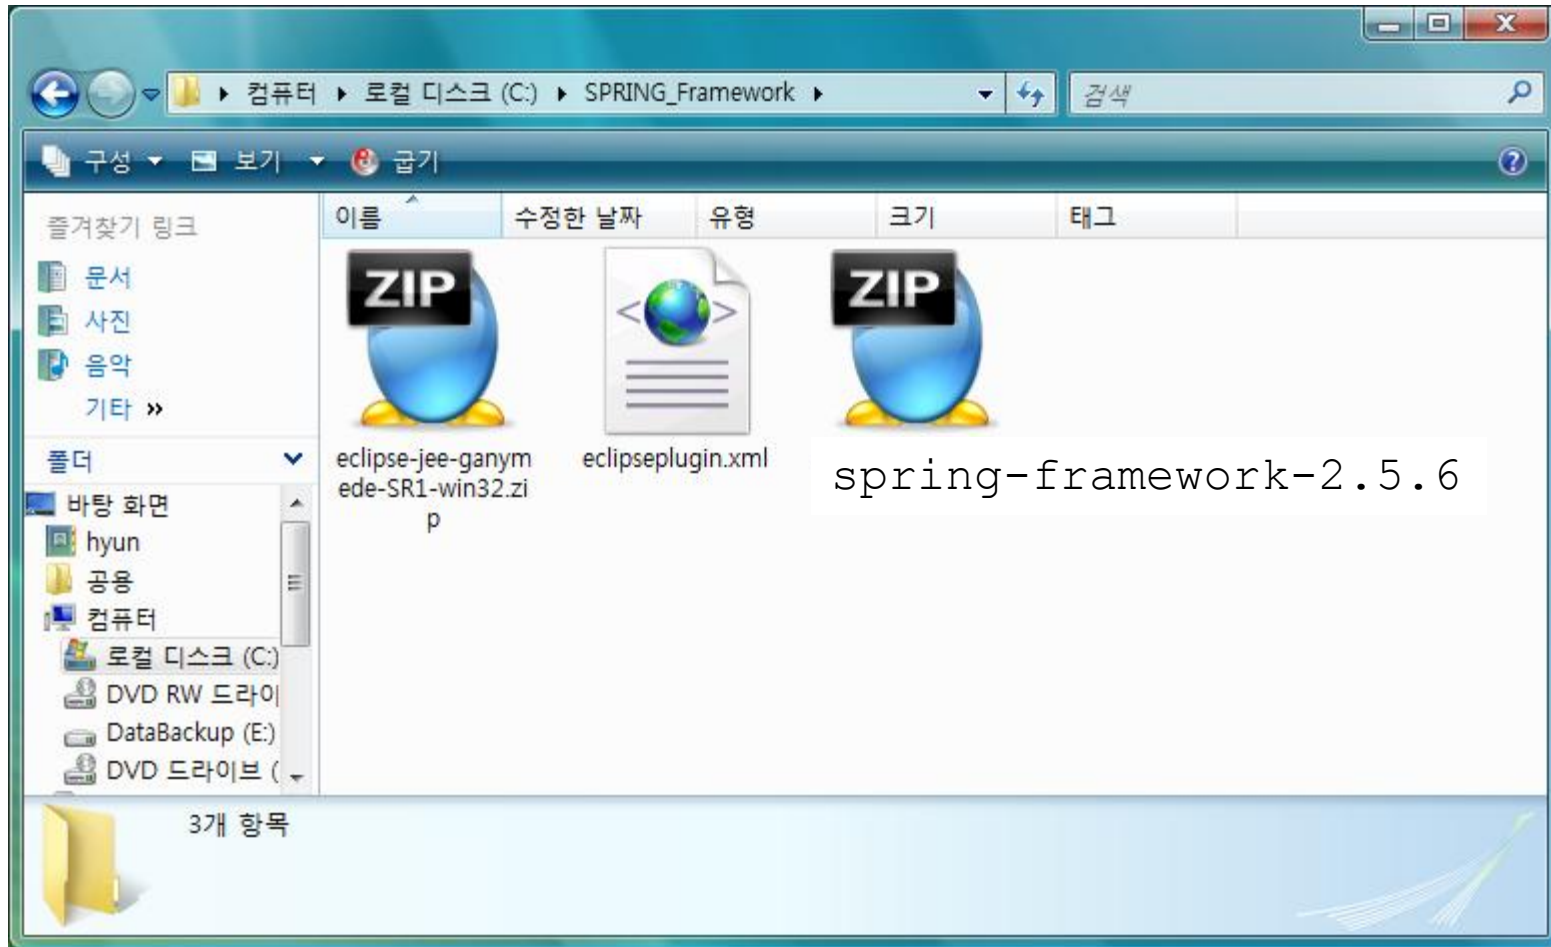 컴퓨터 로컬 디스크 (C:) SPRING_Framework
검색
구성 보기 굽기
즐겨찾기 링크
문서
사진
음악
기타 »
폴더
바탕 화면
hyun
공용
컴퓨터
로컬 디스크 (C:)
DVD RW 드라이
DataBackup (E:)
DVD 드라이브 (
이름 수정한 날짜 유형 크기 태그
ZIP
eclipse-jee-ganym
ede-SR1-win32.zi
p
eclipseplugin.xml
ZIP
spring-framework-2.5.6
3개 항목